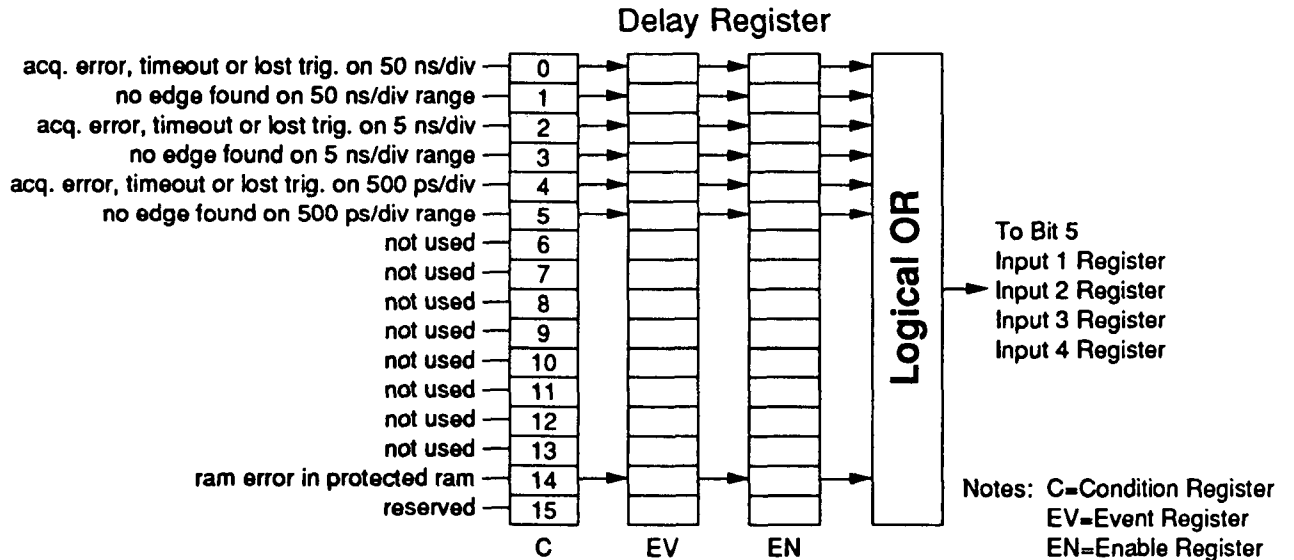 Delay Register
acq. error, timeout or lost trig. on 50 ns/div 0
no edge found on 50 ns/div range 1
acq. error, timeout or lost trig. on 5 ns/div 2
no edge found on 5 ns/div range 3
acq. error, timeout or lost trig. on 500 ps/div 4
no edge found on 500 ps/div range 5
not used 6
not used 7
not used 8
not used 9
not used 10
not used 11
not used 12
not used 13
ram error in protected ram 14
reserved 15
C EV EN
Logical OR
To Bit 5
Input 1 Register
Input 2 Register
Input 3 Register
Input 4 Register
Notes: C=Condition Register
EV=Event Register
EN=Enable Register